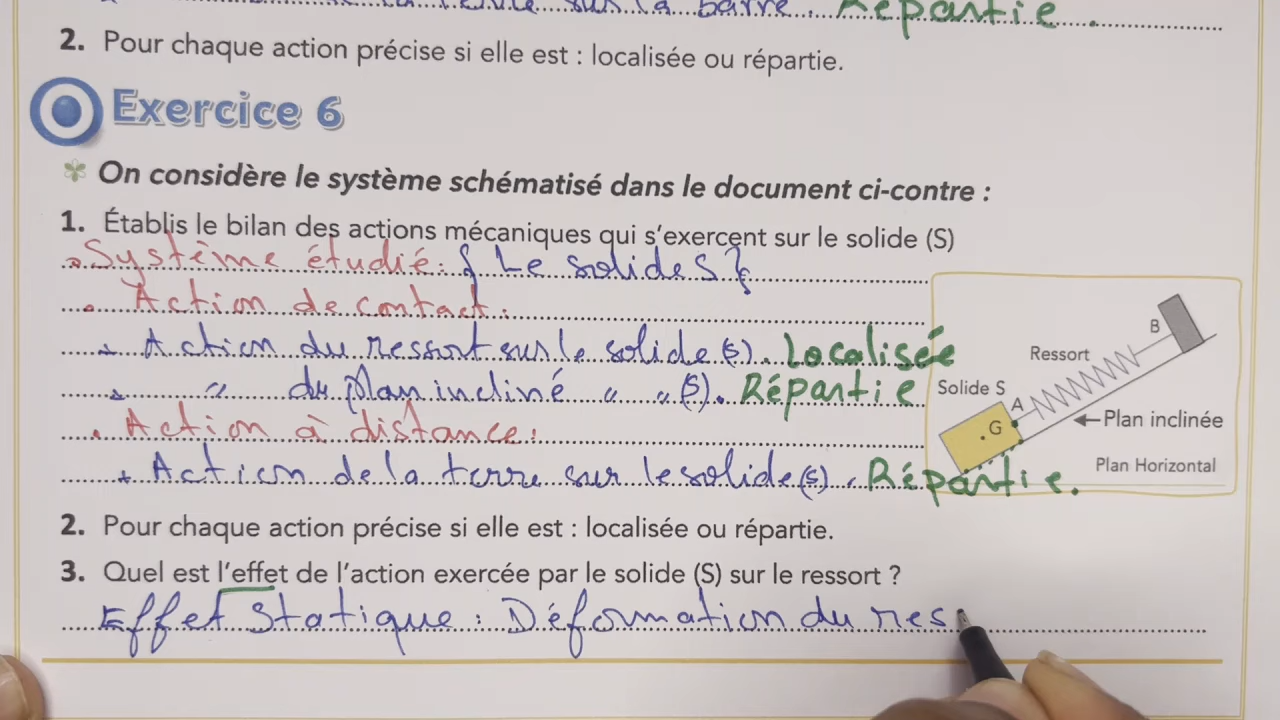 la barre. Répartie.
2. Pour chaque action précise si elle est : localisée ou répartie.
Exercice 6
On considère le système schématisé dans le document ci-contre :
1. Établis le bilan des actions mécaniques qui s'exercent sur le solide (S)
Système étudié: { Le solide S }
Action de contact:
+ Action du ressort sur le solide (S). Localisée
+ " du plan incliné " " (S). Répartie
Action à distance:
+ Action de la terre sur le solide (S). Répartie.
B
Ressort
Solide S
A
G
Plan inclinée
Plan Horizontal
2. Pour chaque action précise si elle est : localisée ou répartie.
3. Quel est l'effet de l'action exercée par le solide (S) sur le ressort ?
Effet Statique : Déformation du res